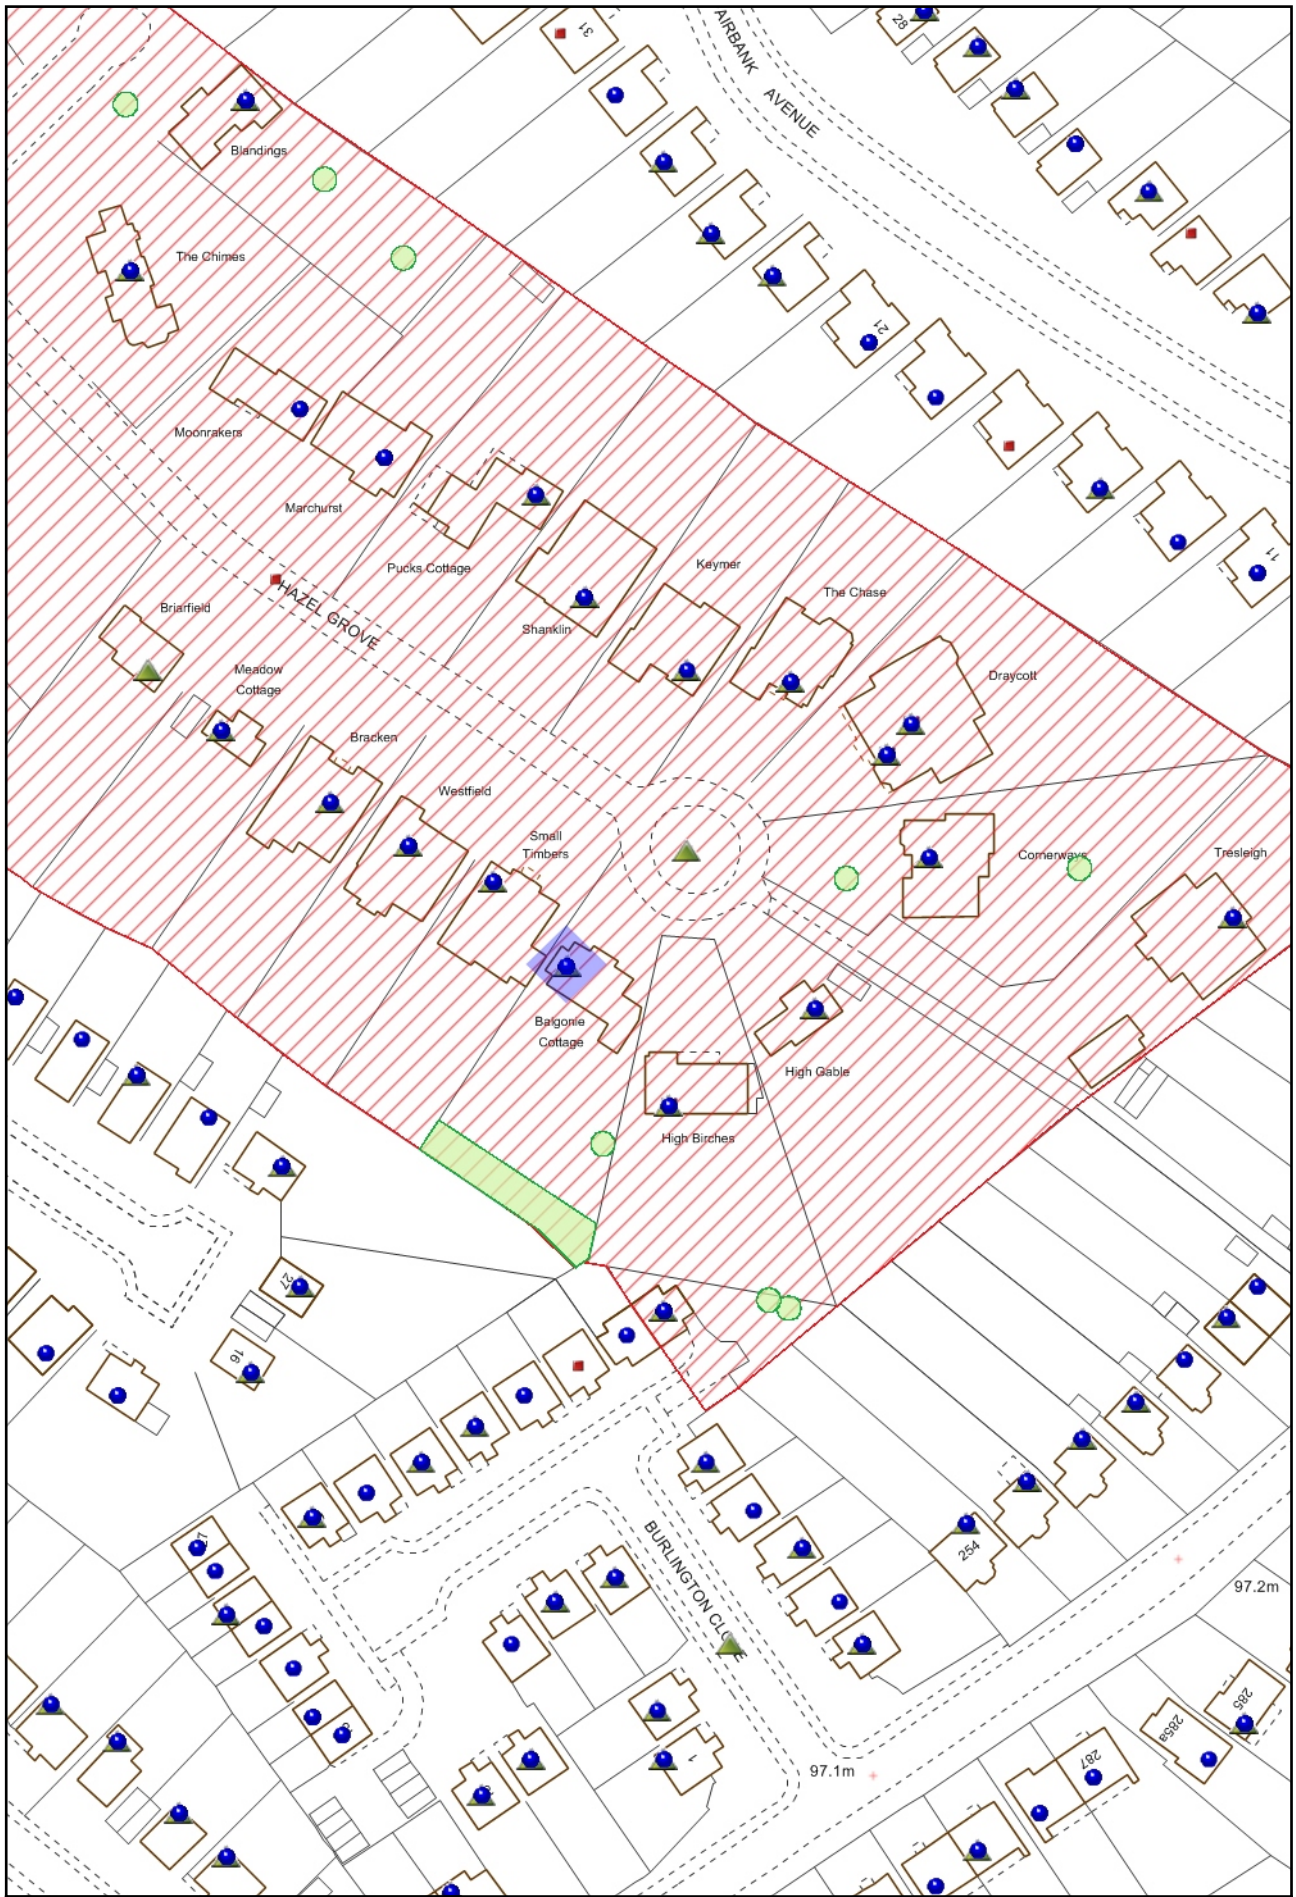 31
28
AIRBANK
AVENUE
Blandings
The Chimes
21
Moonrakers
Marchurst
Pucks Cottage
Keymer
11
The Chase
HAZEL GROVE
Briarfield
Shanklin
Meadow
Cottage
Draycott
Bracken
Westfield
Small
Timbers
Cornerways
Tresleigh
Balgonie
Cottage
High Gable
High Birches
27
16
27
254
BURLINGTON CLOSE
97.2m
285
285a
287
1
97.1m